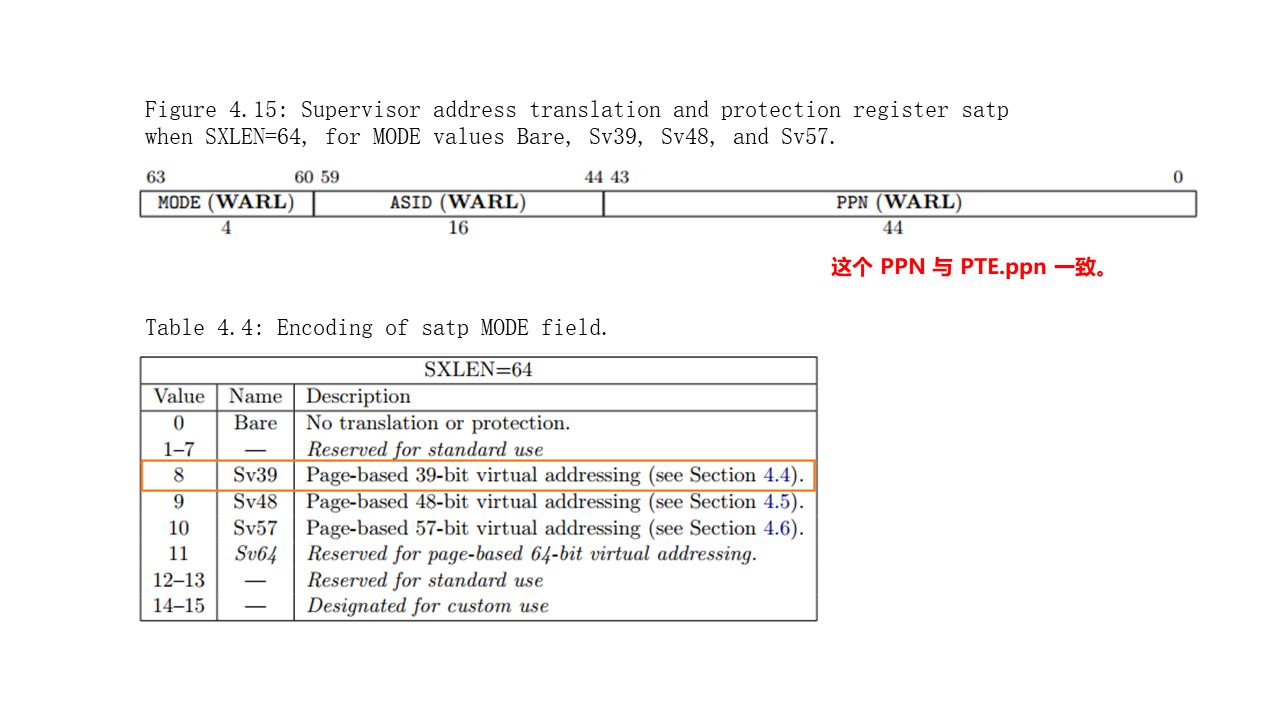 Figure 4.15: Supervisor address translation and protection register satp
when SXLEN=64, for MODE values Bare, Sv39, Sv48, and Sv57.
63 60 59 44 43 0
MODE (WARL) ASID (WARL) PPN (WARL)
4 16 44
这个 PPN 与 PTE.ppn 一致。
Table 4.4: Encoding of satp MODE field.
SXLEN=64
Value Name Description
0 Bare No translation or protection.
1–7 — Reserved for standard use
8 Sv39 Page-based 39-bit virtual addressing (see Section 4.4).
9 Sv48 Page-based 48-bit virtual addressing (see Section 4.5).
10 Sv57 Page-based 57-bit virtual addressing (see Section 4.6).
11 Sv64 Reserved for page-based 64-bit virtual addressing.
12–13 — Reserved for standard use
14–15 — Designated for custom use